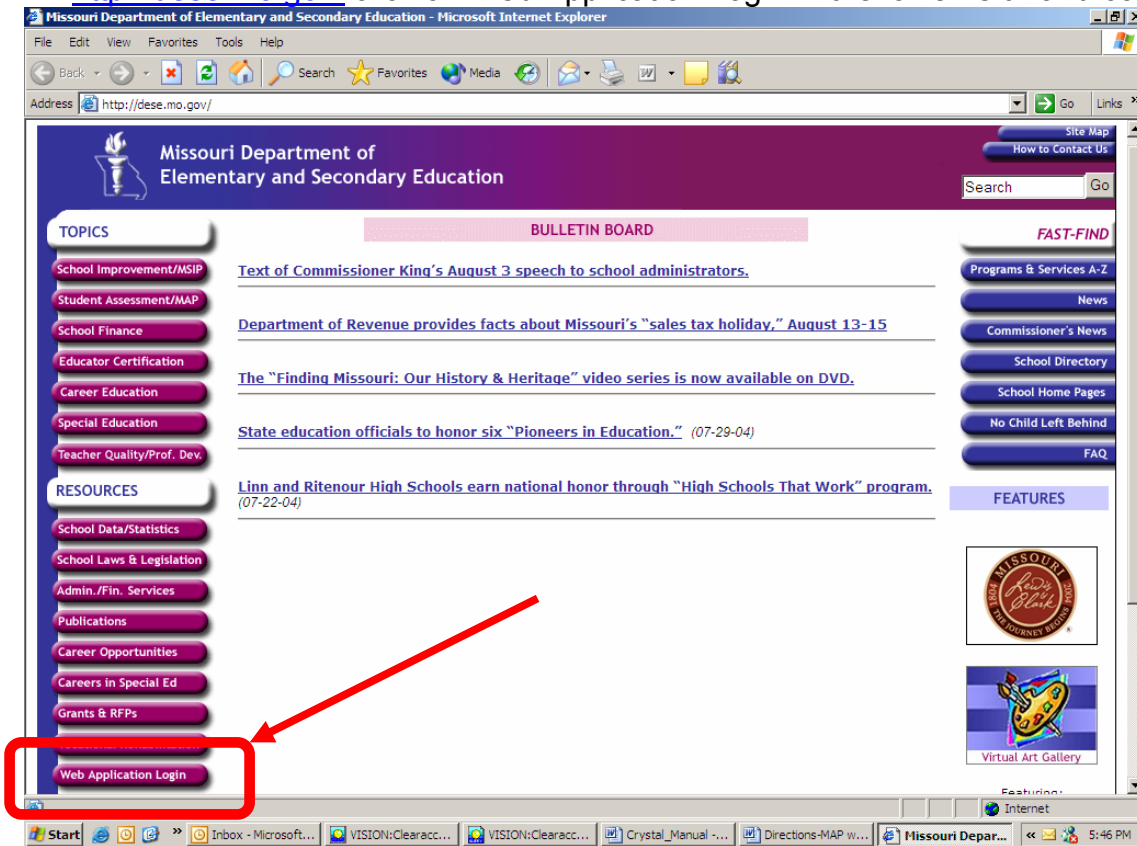 Missouri Department of Elementary and Secondary Education - Microsoft Internet Explorer
File Edit View Favorites Tools Help
Back Search Favorites Media
Address http://dese.mo.gov/ Go Links »
Missouri Department of
Elementary and Secondary Education
Site Map
How to Contact Us
Search Go
TOPICS
School Improvement/MSIP
Student Assessment/MAP
School Finance
Educator Certification
Career Education
Special Education
Teacher Quality/Prof. Dev.
RESOURCES
School Data/Statistics
School Laws & Legislation
Admin./Fin. Services
Publications
Career Opportunities
Careers in Special Ed
Grants & RFPs
Web Application Login
BULLETIN BOARD
Text of Commissioner King's August 3 speech to school administrators.
Department of Revenue provides facts about Missouri's "sales tax holiday," August 13-15
The "Finding Missouri: Our History & Heritage" video series is now available on DVD.
State education officials to honor six "Pioneers in Education." (07-29-04)
Linn and Ritenour High Schools earn national honor through "High Schools That Work" program.
(07-22-04)
FAST-FIND
Programs & Services A-Z
News
Commissioner's News
School Directory
School Home Pages
No Child Left Behind
FAQ
FEATURES
MISSOURI
1804 Lewis & Clark 2004
THE JOURNEY BEGINS
Virtual Art Gallery
Featuring:
Internet
Start » Inbox - Microsoft... VISION:Clearacc... VISION:Clearacc... Crystal_Manual -... Directions-MAP w... Missouri Depar... « 5:46 PM